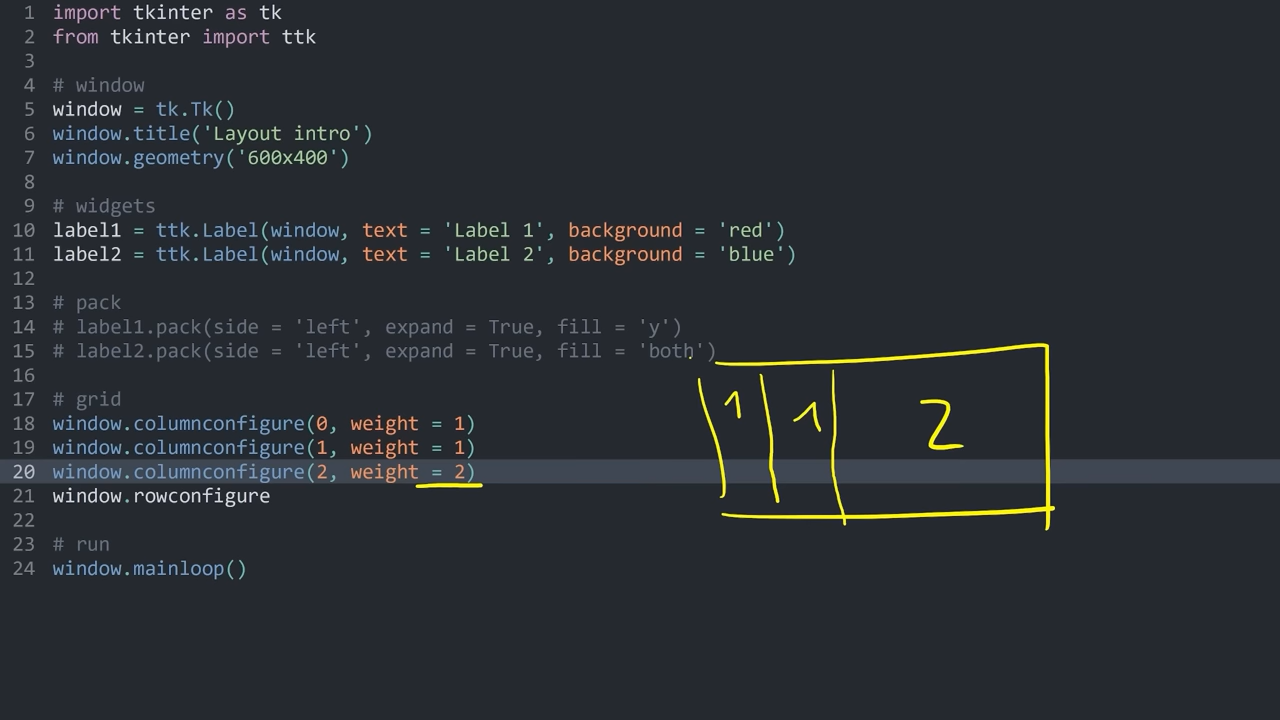 1 import tkinter as tk
2 from tkinter import ttk
3
4 # window
5 window = tk.Tk()
6 window.title('Layout intro')
7 window.geometry('600x400')
8
9 # widgets
10 label1 = ttk.Label(window, text = 'Label 1', background = 'red')
11 label2 = ttk.Label(window, text = 'Label 2', background = 'blue')
12
13 # pack
14 # label1.pack(side = 'left', expand = True, fill = 'y')
15 # label2.pack(side = 'left', expand = True, fill = 'both')
16
17 # grid
18 window.columnconfigure(0, weight = 1)
19 window.columnconfigure(1, weight = 1)
20 window.columnconfigure(2, weight = 2)
21 window.rowconfigure
22
23 # run
24 window.mainloop()
1 1 2